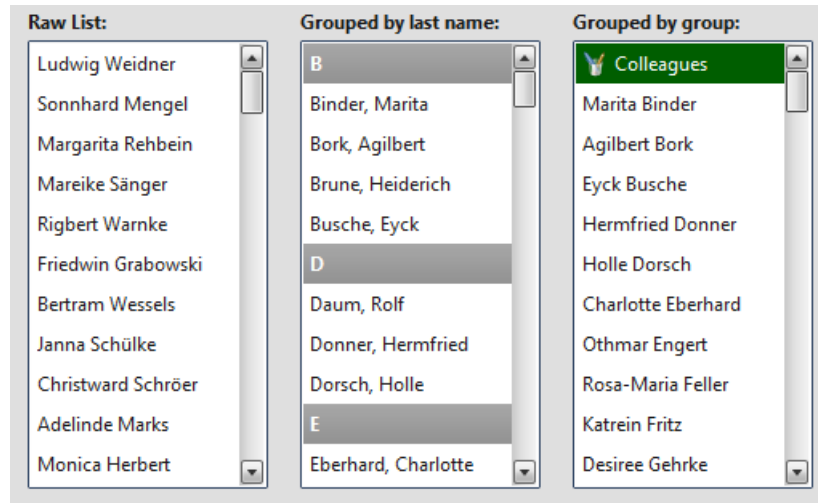 Raw List:
Ludwig Weidner
Sonnhard Mengel
Margarita Rehbein
Mareike Sänger
Rigbert Warnke
Friedwin Grabowski
Bertram Wessels
Janna Schülke
Christward Schröer
Adelinde Marks
Monica Herbert
Grouped by last name:
B
Binder, Marita
Bork, Agilbert
Brune, Heiderich
Busche, Eyck
D
Daum, Rolf
Donner, Hermfried
Dorsch, Holle
E
Eberhard, Charlotte
Grouped by group:
Colleagues
Marita Binder
Agilbert Bork
Eyck Busche
Hermfried Donner
Holle Dorsch
Charlotte Eberhard
Othmar Engert
Rosa-Maria Feller
Katrein Fritz
Desiree Gehrke